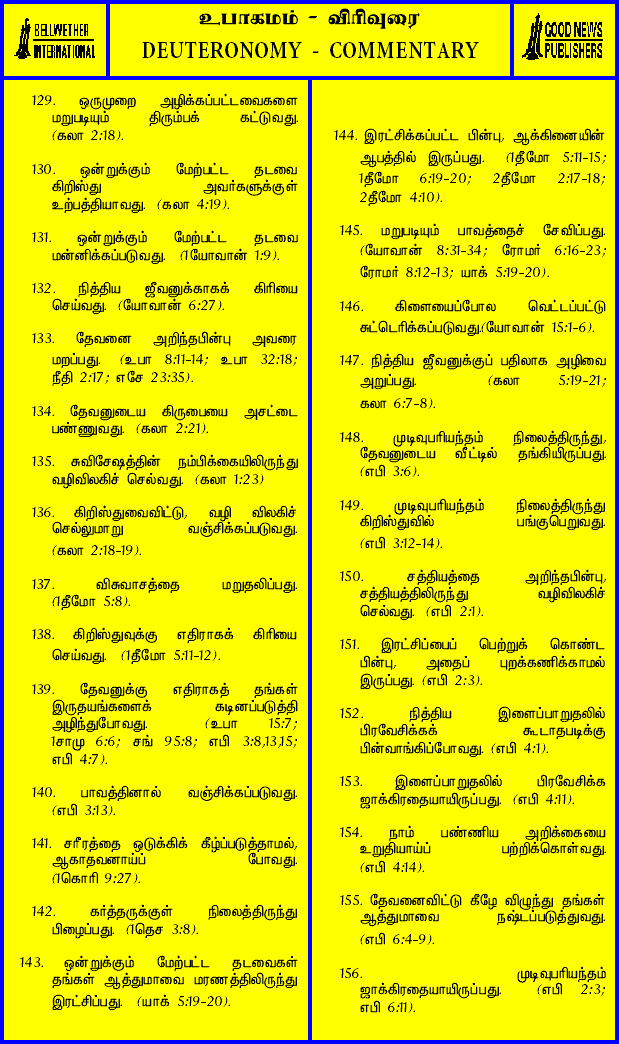 BELLWETHER
INTERNATIONAL
உபாகமம் - விரிவுரை
DEUTERONOMY - COMMENTARY
GOOD NEWS
PUBLISHERS
129. ஒருமுறை அழிக்கப்பட்டவைகளை
மறுபடியும் திரும்பக் கட்டுவது.
(கலா 2:18).
130. ஒன்றுக்கும் மேற்பட்ட தடவை
கிறிஸ்து அவர்களுக்குள்
உற்பத்தியாவது. (கலா 4:19).
131. ஒன்றுக்கும் மேற்பட்ட தடவை
மன்னிக்கப்படுவது. (1யோவான் 1:9).
132. நித்திய ஜீவனுக்காகக் கிரியை
செய்வது. (யோவான் 6:27).
133. தேவனை அறிந்தபின்பு அவரை
மறப்பது. (உபா 8:11-14; உபா 32:18;
நீதி 2:17; எசே 23:35).
134. தேவனுடைய கிருபையை அசட்டை
பண்ணுவது. (கலா 2:21).
135. சுவிசேஷத்தின் நம்பிக்கையிலிருந்து
வழிவிலகிச் செல்வது. (கலா 1:23)
136. கிறிஸ்துவைவிட்டு, வழி விலகிச்
செல்லுமாறு வஞ்சிக்கப்படுவது.
(கலா 2:18-19).
137. விசுவாசத்தை மறுதலிப்பது.
(1தீமோ 5:8).
138. கிறிஸ்துவுக்கு எதிராகக் கிரியை
செய்வது. (1தீமோ 5:11-12).
139. தேவனுக்கு எதிராகத் தங்கள்
இருதயங்களைக் கடினப்படுத்தி
அழிந்துபோவது. (உபா 15:7;
1சாமு 6:6; சங் 95:8; எபி 3:8,13,15;
எபி 4:7).
140. பாவத்தினால் வஞ்சிக்கப்படுவது.
(எபி 3:13).
141. சரீரத்தை ஒடுக்கிக் கீழ்ப்படுத்தாமல்,
ஆகாதவனாய்ப் போவது.
(1கொரி 9:27).
142. கர்த்தருக்குள் நிலைத்திருந்து
பிழைப்பது. (1தெச 3:8).
143. ஒன்றுக்கும் மேற்பட்ட தடவைகள்
தங்கள் ஆத்துமாவை மரணத்திலிருந்து
இரட்சிப்பது. (யாக் 5:19-20).
144. இரட்சிக்கப்பட்ட பின்பு, ஆக்கினையின்
ஆபத்தில் இருப்பது. (1தீமோ 5:11-15;
1தீமோ 6:19-20; 2தீமோ 2:17-18;
2தீமோ 4:10).
145. மறுபடியும் பாவத்தைச் சேவிப்பது.
(யோவான் 8:31-34; ரோமர் 6:16-23;
ரோமர் 8:12-13; யாக் 5:19-20).
146. கிளையைப்போல வெட்டப்பட்டு
சுட்டெரிக்கப்படுவது.(யோவான் 15:1-6).
147. நித்திய ஜீவனுக்குப் பதிலாக அழிவை
அறுப்பது. (கலா 5:19-21;
கலா 6:7-8).
148. முடிவுபரியந்தம் நிலைத்திருந்து,
தேவனுடைய வீட்டில் தங்கியிருப்பது.
(எபி 3:6).
149. முடிவுபரியந்தம் நிலைத்திருந்து
கிறிஸ்துவில் பங்குபெறுவது.
(எபி 3:12-14).
150. சத்தியத்தை அறிந்தபின்பு,
சத்தியத்திலிருந்து வழிவிலகிச்
செல்வது. (எபி 2:1).
151. இரட்சிப்பைப் பெற்றுக் கொண்ட
பின்பு, அதைப் புறக்கணிக்காமல்
இருப்பது. (எபி 2:3).
152. நித்திய இளைப்பாறுதலில்
பிரவேசிக்கக் கூடாதபடிக்கு
பின்வாங்கிப்போவது. (எபி 4:1).
153. இளைப்பாறுதலில் பிரவேசிக்க
ஜாக்கிரதையாயிருப்பது. (எபி 4:11).
154. நாம் பண்ணிய அறிக்கையை
உறுதியாய்ப் பற்றிக்கொள்வது.
(எபி 4:14).
155. தேவனைவிட்டு கீழே விழுந்து தங்கள்
ஆத்துமாவை நஷ்டப்படுத்துவது.
(எபி 6:4-9).
156. முடிவுபரியந்தம்
ஜாக்கிரதையாயிருப்பது. (எபி 2:3;
எபி 6:11).